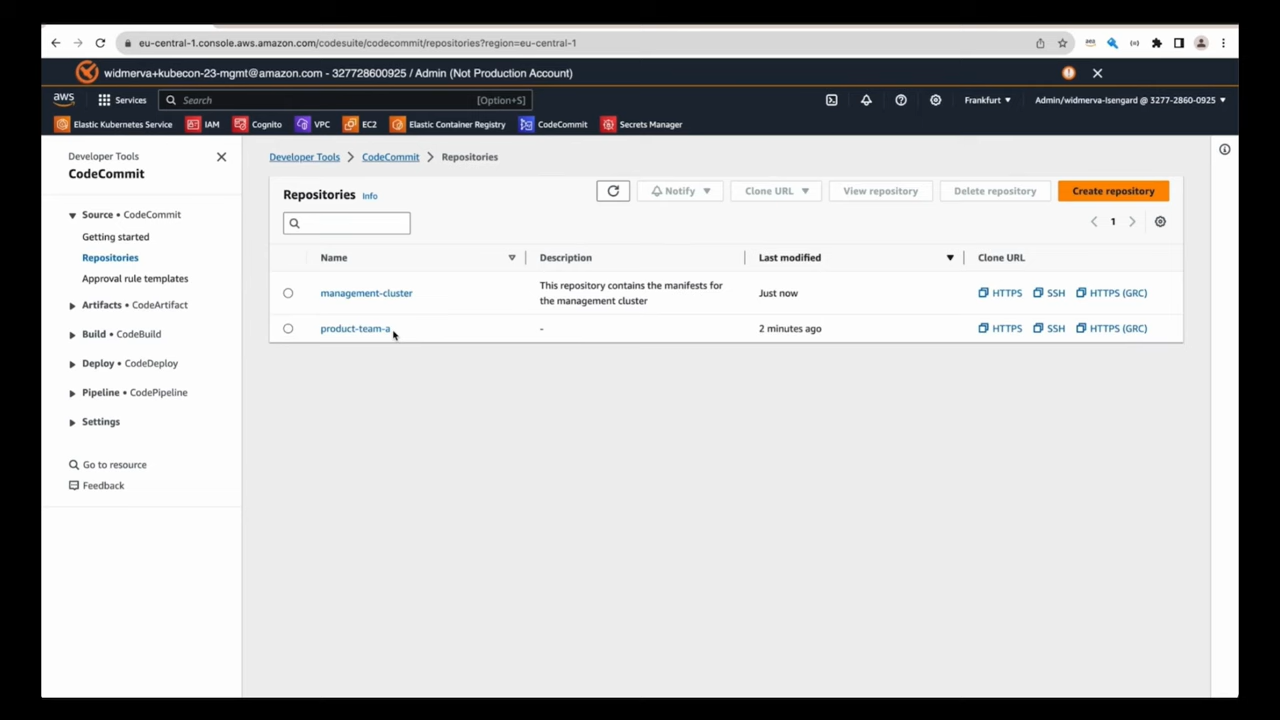 eu-central-1.console.aws.amazon.com/codesuite/codecommit/repositories?region=eu-central-1
widmerva+kubecon-23-mgmt@amazon.com - 327728600925 / Admin (Not Production Account)
aws Services Search [Option+S] Frankfurt Admin/widmerva-Isengard @ 3277-2860-0925
Elastic Kubernetes Service IAM Cognito VPC EC2 Elastic Container Registry CodeCommit Secrets Manager
Developer Tools
CodeCommit
Source • CodeCommit
Getting started
Repositories
Approval rule templates
Artifacts • CodeArtifact
Build • CodeBuild
Deploy • CodeDeploy
Pipeline • CodePipeline
Settings
Go to resource
Feedback
Developer Tools > CodeCommit > Repositories
Repositories Info Notify Clone URL View repository Delete repository Create repository
1
Name Description Last modified Clone URL
management-cluster This repository contains the manifests for Just now HTTPS SSH HTTPS (GRC)
the management cluster
product-team-a - 2 minutes ago HTTPS SSH HTTPS (GRC)